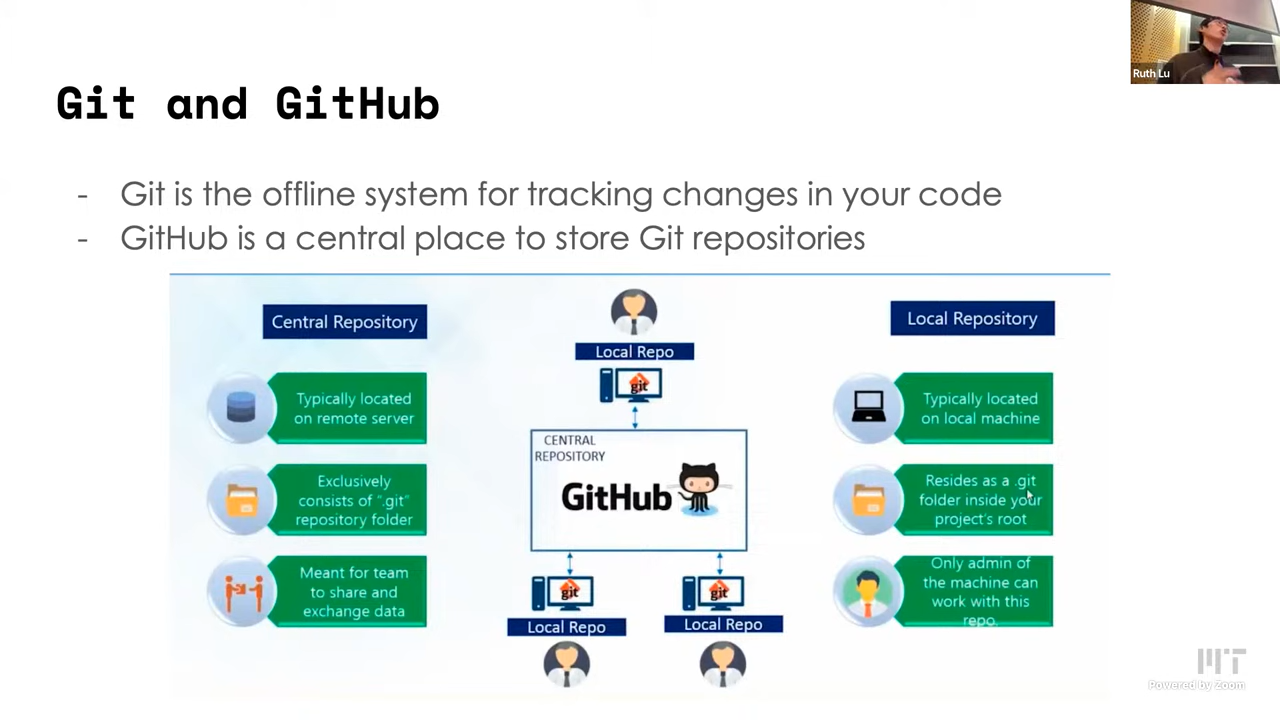 Ruth Lu
Git and GitHub
- Git is the offline system for tracking changes in your code
- GitHub is a central place to store Git repositories
Central Repository
Typically located
on remote server
Exclusively
consists of ".git"
repository folder
Meant for team
to share and
exchange data
Local Repo
git
CENTRAL
REPOSITORY
GitHub
git
Local Repo
git
Local Repo
Local Repository
Typically located
on local machine
Resides as a .git
folder inside your
project's root
Only admin of
the machine can
work with this
repo.
MIT
Powered by Zoom